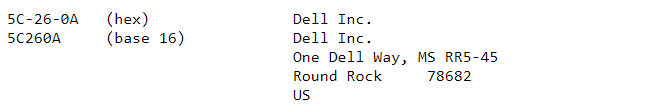 5C-26-0A   (hex)                Dell Inc.
5C260A     (base 16)            Dell Inc.
                                One Dell Way, MS RR5-45
                                Round Rock     78682
                                US